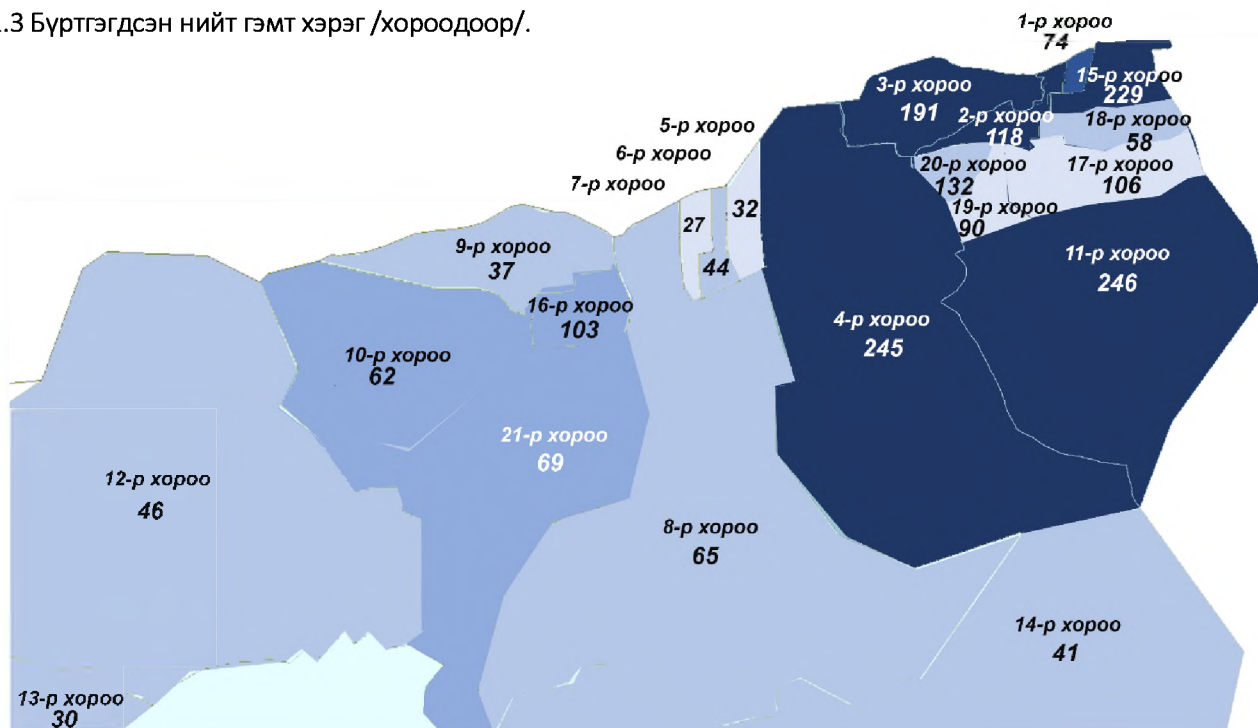 .3 Бүртгэгдсэн нийт гэмт хэрэг /хороодоор/.
1-р хороо
74
3-р хороо
191
15-р хороо
229
2-р хороо
118
18-р хороо
58
5-р хороо
6-р хороо
7-р хороо
20-р хороо
132
17-р хороо
106
27
32
44
19-р хороо
90
9-р хороо
37
11-р хороо
246
16-р хороо
103
4-р хороо
245
10-р хороо
62
21-р хороо
69
12-р хороо
46
8-р хороо
65
14-р хороо
41
13-р хороо
30